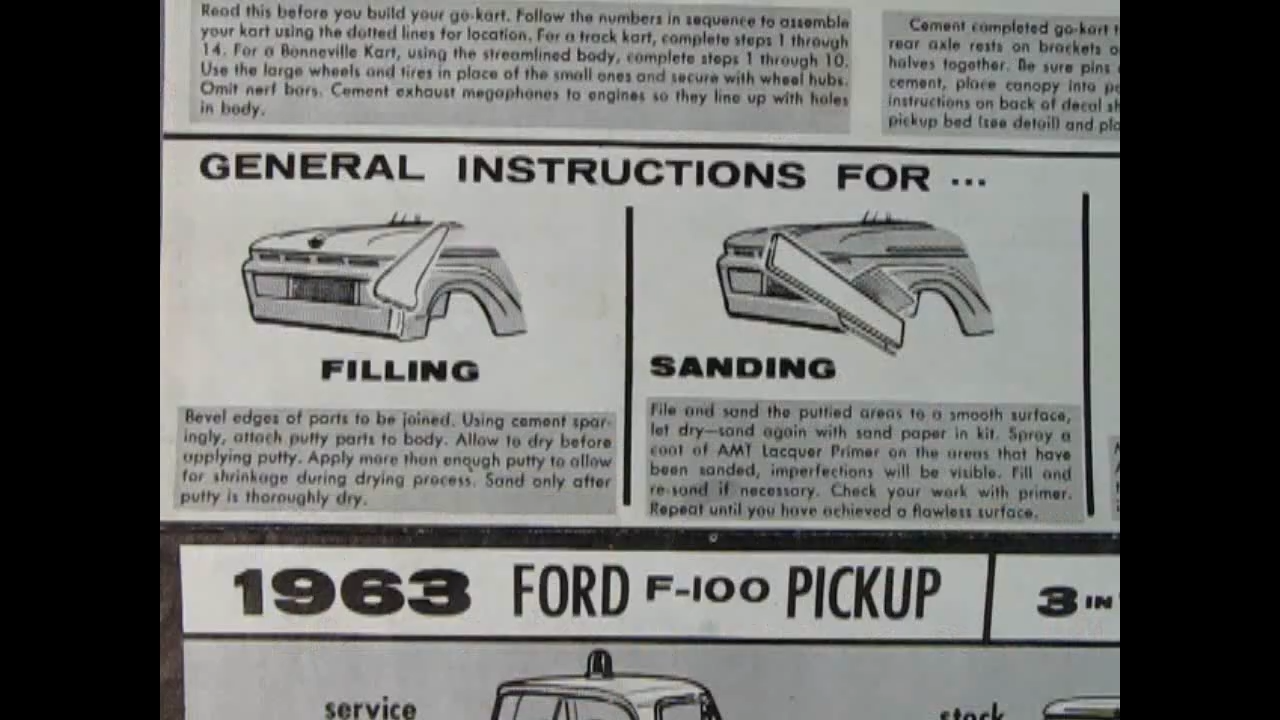 Read this before you build your go-kart. Follow the numbers in sequence to assemble
your kart using the dotted lines for location. For a track kart, complete steps 1 through
14. For a Bonneville Kart, using the streamlined body, complete steps 1 through 10.
Use the large wheels and tires in place of the small ones and secure with wheel hubs.
Omit nerf bars. Cement exhaust megaphones to engines so they line up with holes
in body.
Cement completed go-kart t
rear axle rests on brackets o
halves together. Be sure pins
cement, place canopy into po
instructions on back of decal sh
pickup bed (see detail) and pla
GENERAL INSTRUCTIONS FOR ...
FILLING
Bevel edges of parts to be joined. Using cement spar-
ingly, attach putty parts to body. Allow to dry before
applying putty. Apply more than enough putty to allow
for shrinkage during drying process. Sand only after
putty is thoroughly dry.
SANDING
File and sand the puttied areas to a smooth surface,
let dry—sand again with sand paper in kit. Spray a
coat of AMT Lacquer Primer on the areas that have
been sanded, imperfections will be visible. Fill and
re-sand if necessary. Check your work with primer.
Repeat until you have achieved a flawless surface.
1963 FORD F-100 PICKUP
3 IN
service
stock